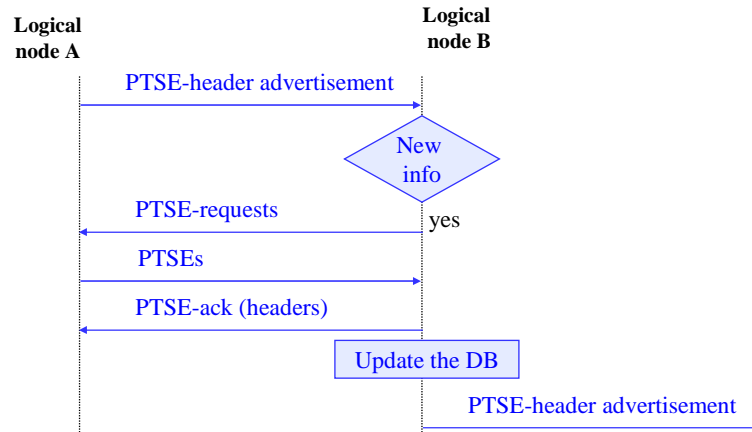 Logical
node A
Logical
node B
PTSE-header advertisement
New
info
PTSE-requests
yes
PTSEs
PTSE-ack (headers)
Update the DB
PTSE-header advertisement